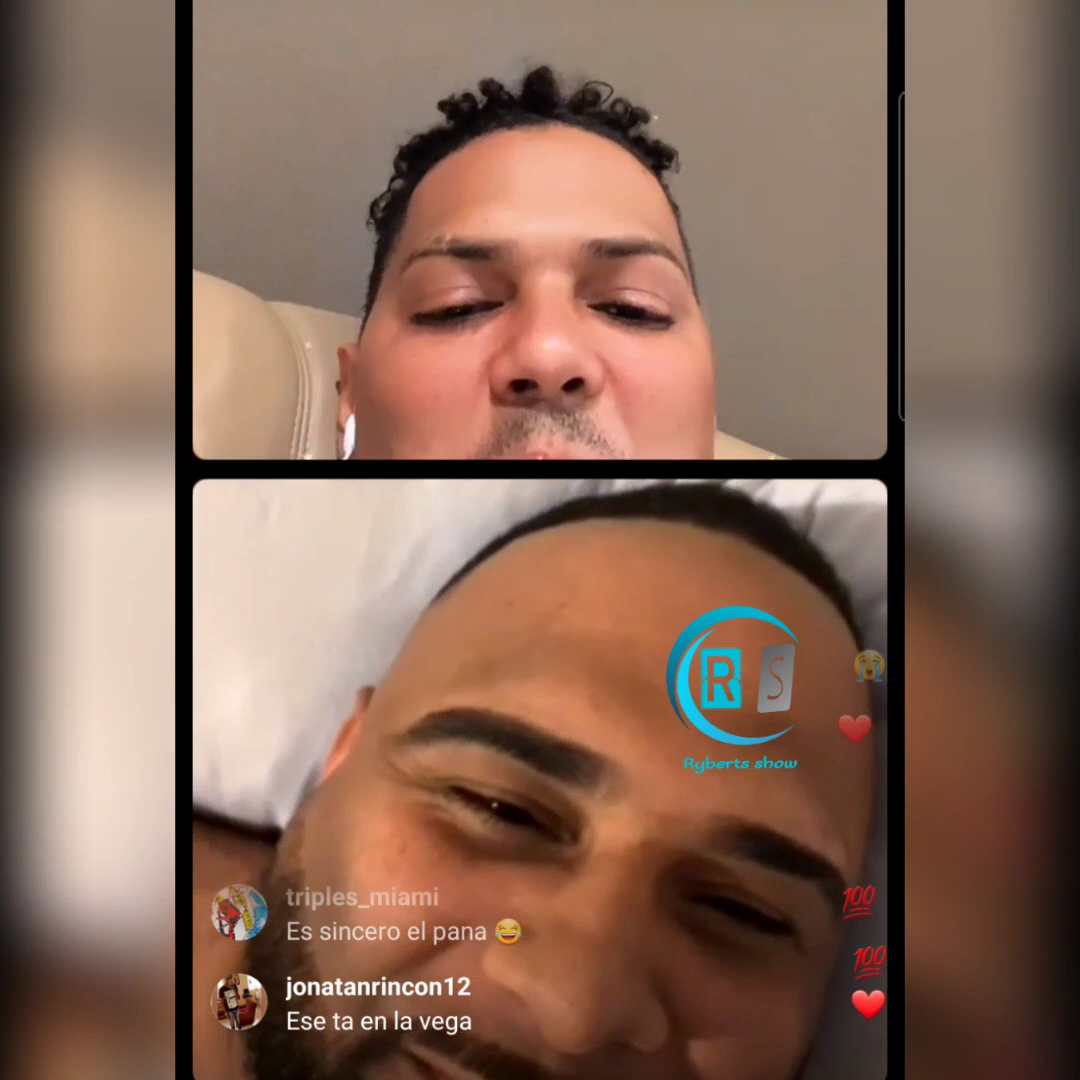 R S
Ryberts show
triples_miami
Es sincero el pana 😂
jonatanrincon12
Ese ta en la vega
💯
💯